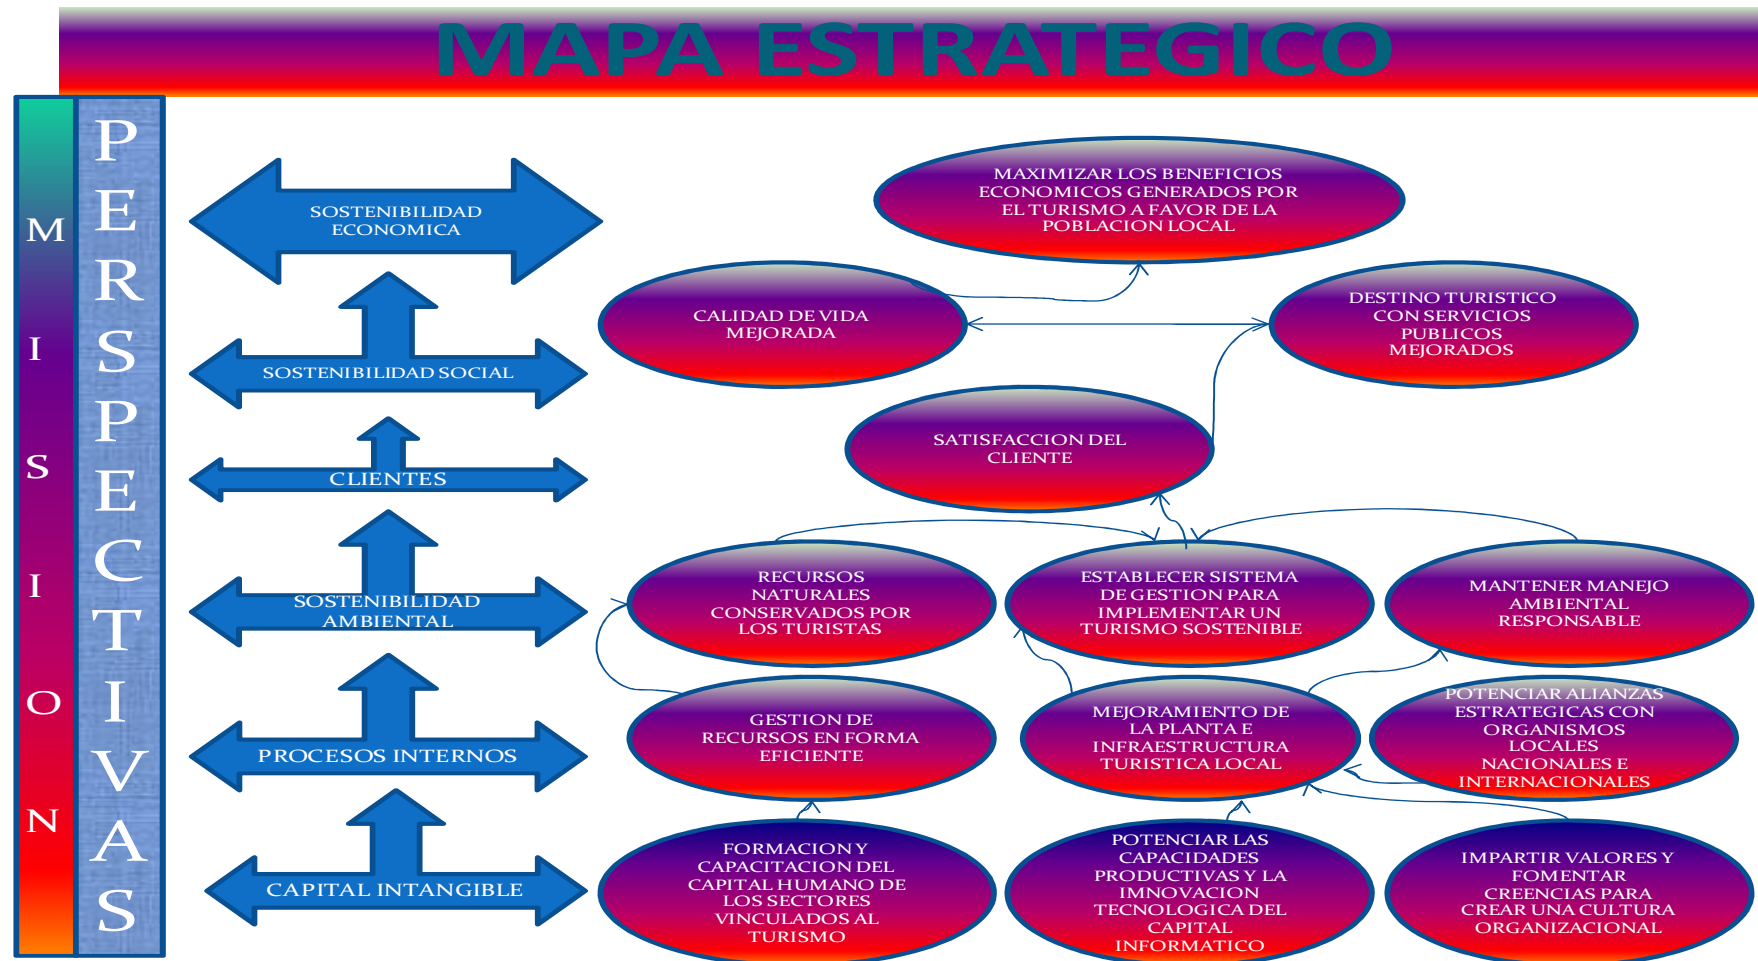 MAPA ESTRATEGICO
MISION
PERSPECTIVAS
SOSTENIBILIDAD
ECONOMICA
MAXIMIZAR LOS BENEFICIOS
ECONOMICOS GENERADOS POR
EL TURISMO A FAVOR DE LA
POBLACION LOCAL
SOSTENIBILIDAD SOCIAL
CALIDAD DE VIDA
MEJORADA
DESTINO TURISTICO
CON SERVICIOS
PUBLICOS
MEJORADOS
CLIENTES
SATISFACCION DEL
CLIENTE
SOSTENIBILIDAD
AMBIENTAL
RECURSOS
NATURALES
CONSERVADOS POR
LOS TURISTAS
ESTABLECER SISTEMA
DE GESTION PARA
IMPLEMENTAR UN
TURISMO SOSTENIBLE
MANTENER MANEJO
AMBIENTAL
RESPONSABLE
PROCESOS INTERNOS
GESTION DE
RECURSOS EN FORMA
EFICIENTE
MEJORAMIENTO DE
LA PLANTA E
INFRAESTRUCTURA
TURISTICA LOCAL
POTENCIAR ALIANZAS
ESTRATEGICAS CON
ORGANISMOS
LOCALES
NACIONALES E
INTERNACIONALES
CAPITAL INTANGIBLE
FORMACION Y
CAPACITACION DEL
CAPITAL HUMANO DE
LOS SECTORES
VINCULADOS AL
TURISMO
POTENCIAR LAS
CAPACIDADES
PRODUCTIVAS Y LA
IMNOVACION
TECNOLOGICA DEL
CAPITAL
INFORMATICO
IMPARTIR VALORES Y
FOMENTAR
CREENCIAS PARA
CREAR UNA CULTURA
ORGANIZACIONAL